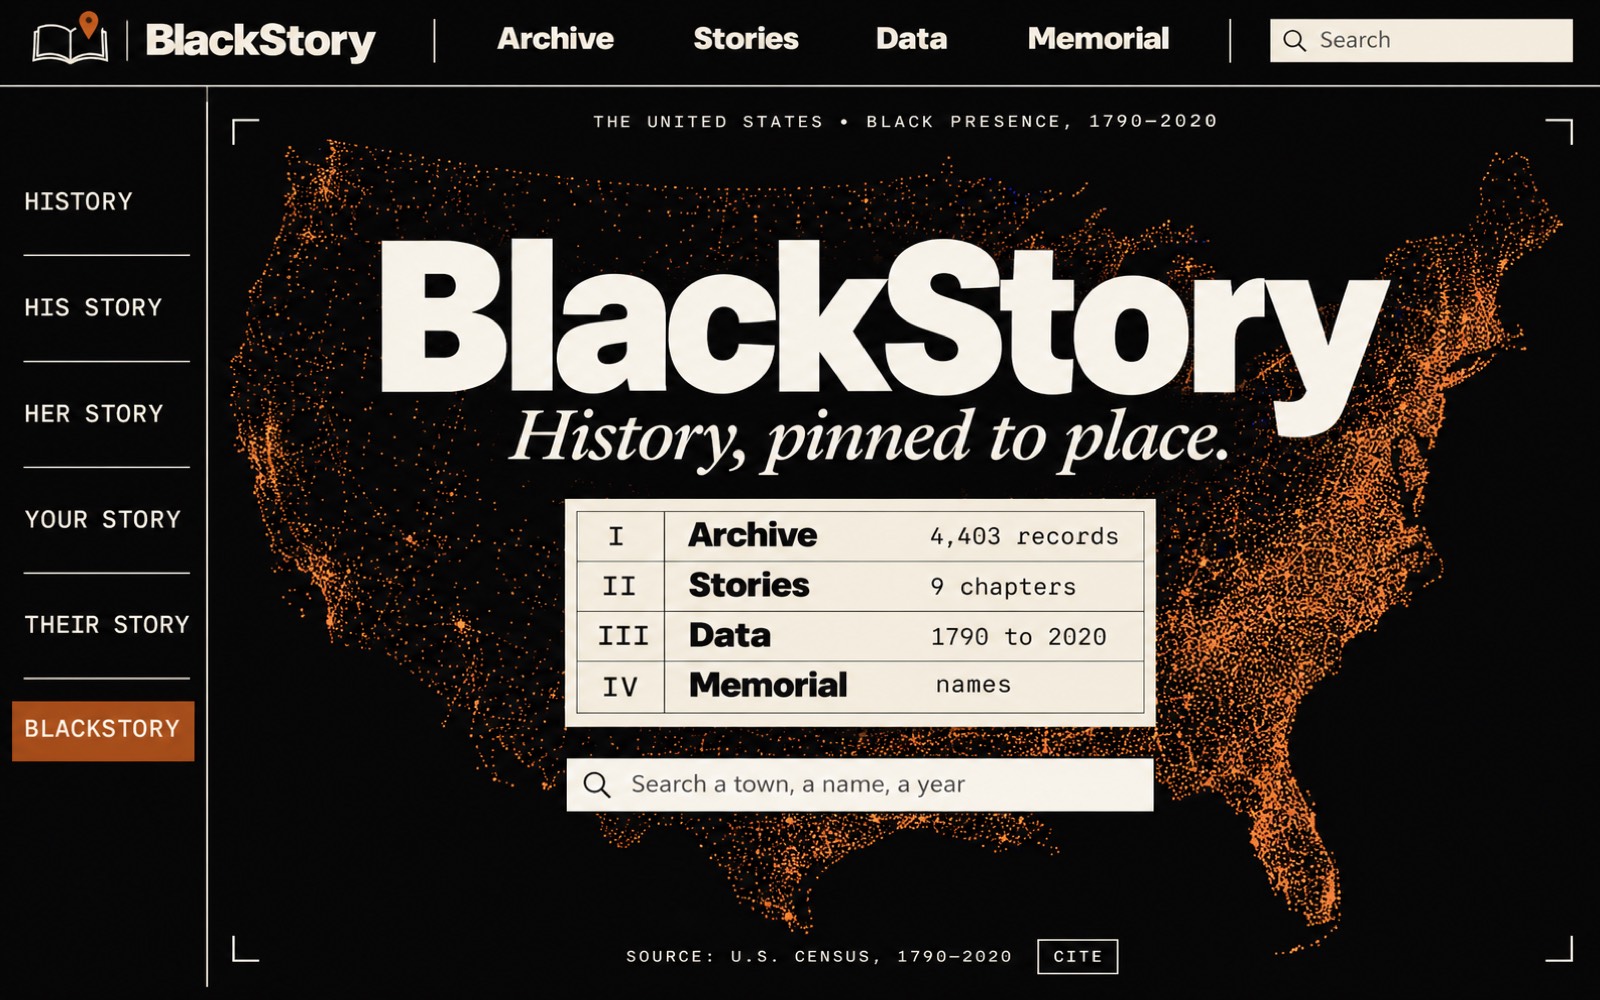 BlackStory
Archive
Stories
Data
Memorial
Search
HISTORY
HIS STORY
HER STORY
YOUR STORY
THEIR STORY
BLACKSTORY
THE UNITED STATES • BLACK PRESENCE, 1790–2020
BlackStory
History, pinned to place.
I Archive 4,403 records
II Stories 9 chapters
III Data 1790 to 2020
IV Memorial names
Search a town, a name, a year
SOURCE: U.S. CENSUS, 1790–2020
CITE